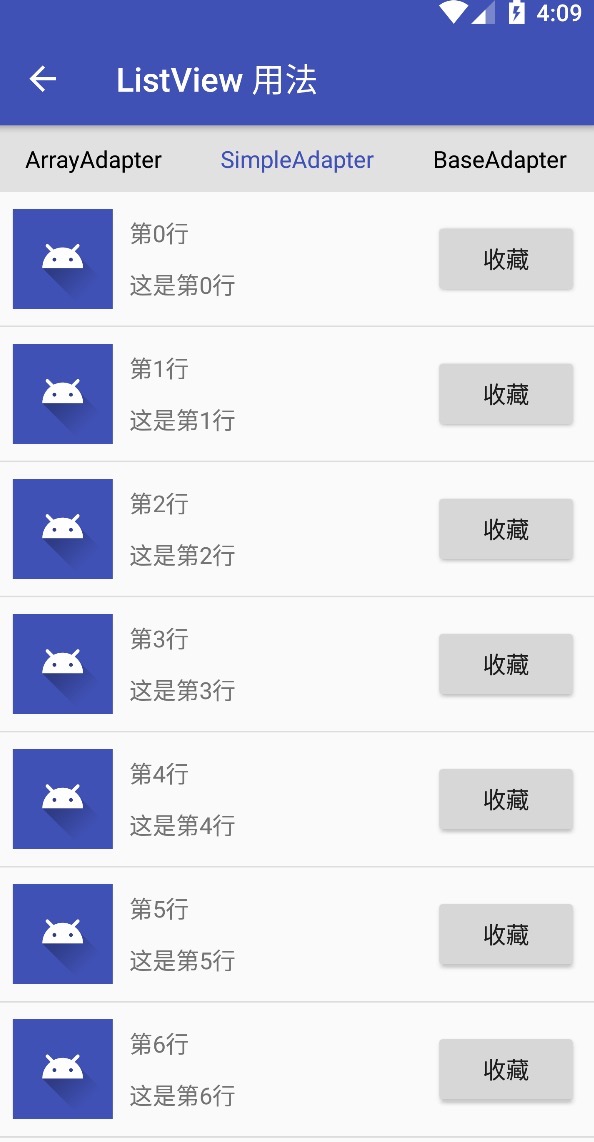 4:09
ListView 用法
ArrayAdapter SimpleAdapter BaseAdapter
第0行
这是第0行
收藏
第1行
这是第1行
收藏
第2行
这是第2行
收藏
第3行
这是第3行
收藏
第4行
这是第4行
收藏
第5行
这是第5行
收藏
第6行
这是第6行
收藏